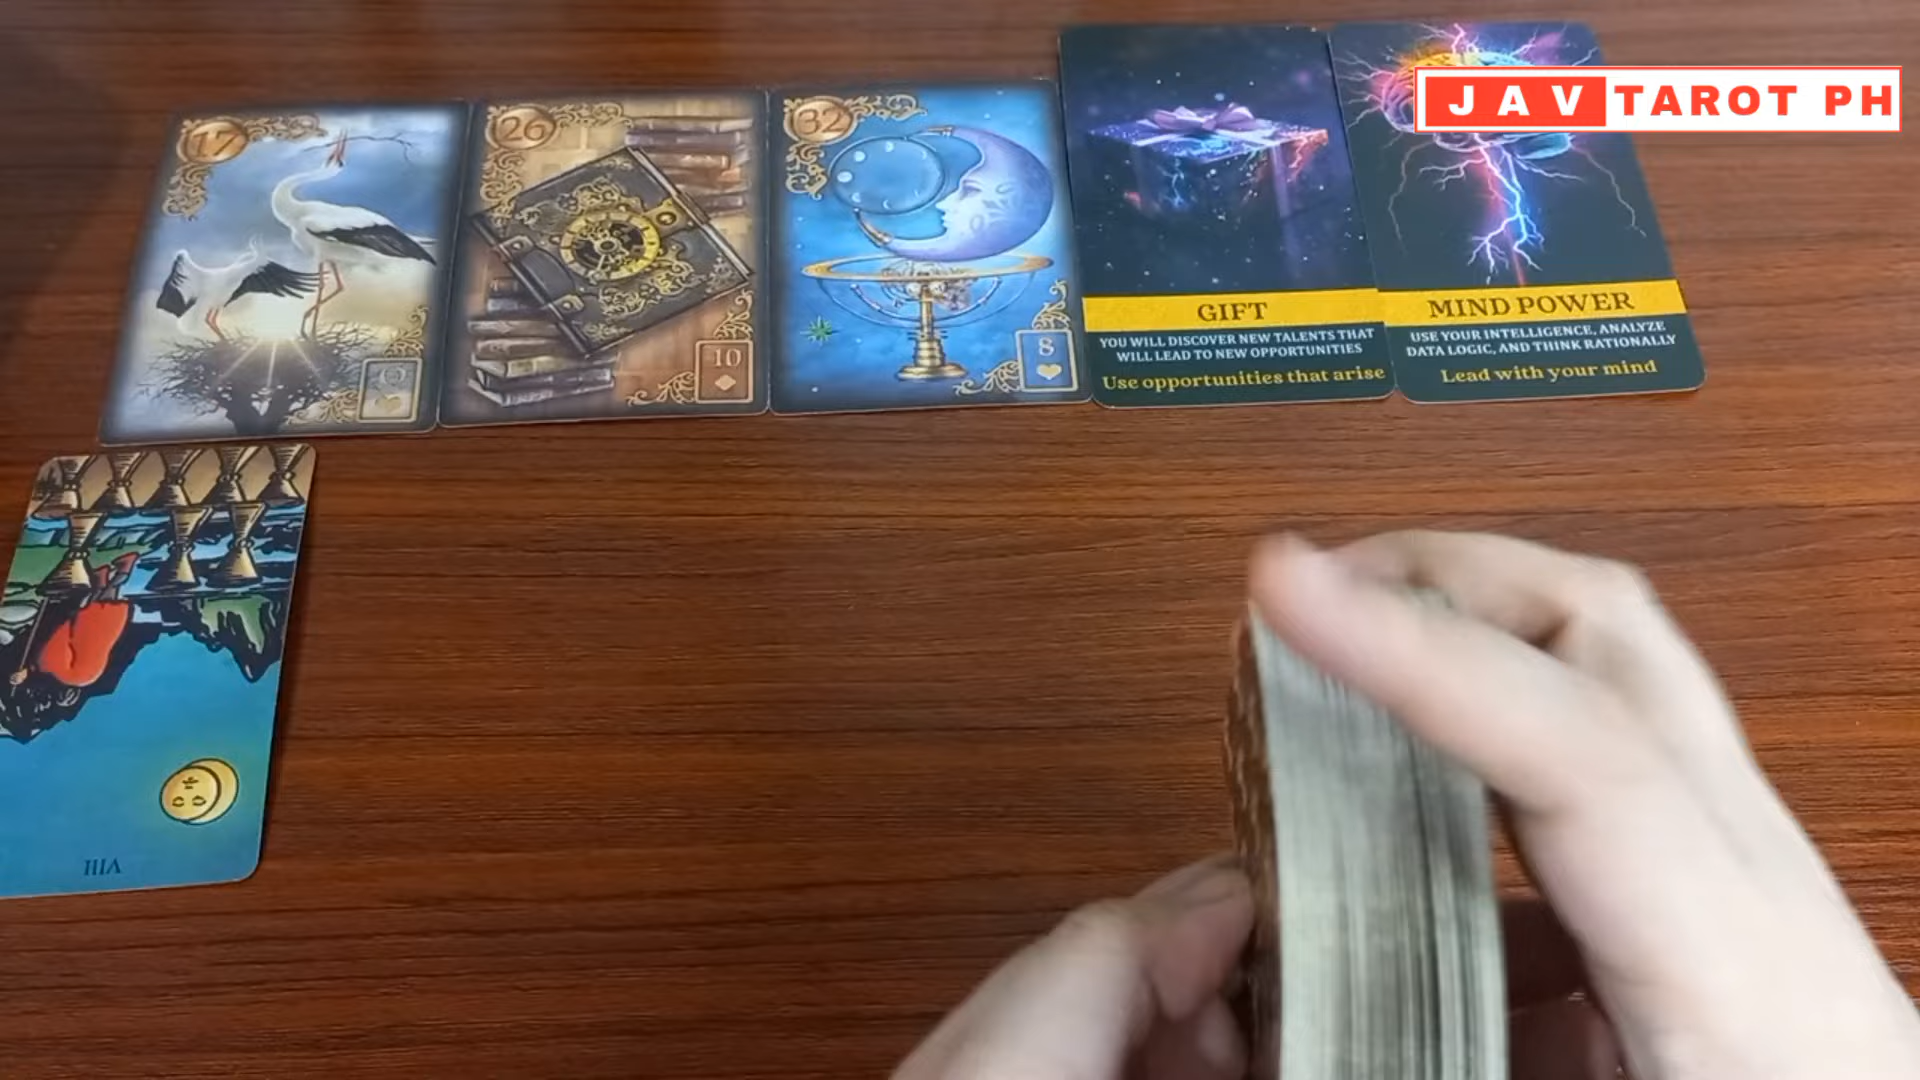 JAV TAROT PH
17
26
32
Q
10
8
GIFT
YOU WILL DISCOVER NEW TALENTS THAT
WILL LEAD TO NEW OPPORTUNITIES
Use opportunities that arise
MIND POWER
USE YOUR INTELLIGENCE, ANALYZE
DATA LOGIC, AND THINK RATIONALLY
Lead with your mind
VIII